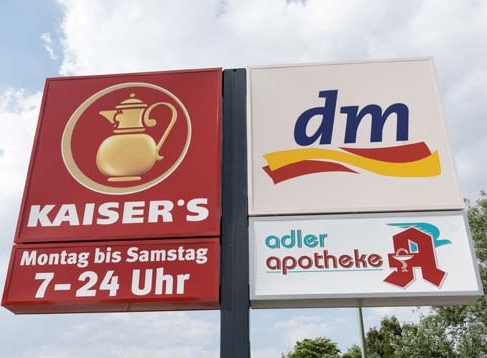 KAISER'S
Montag bis Samstag
7-24 Uhr
dm
adler
apotheke